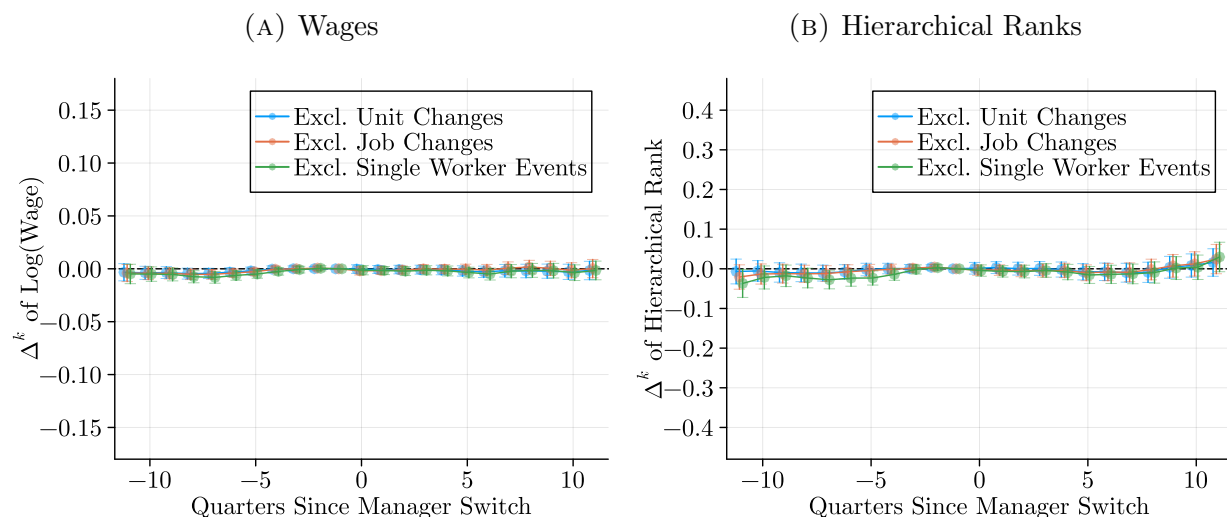 (A) Wages
0.15
0.10
0.05
0.00
−0.05
−0.10
−0.15
Δ^k of Log(Wage)
Excl. Unit Changes
Excl. Job Changes
Excl. Single Worker Events
−10 −5 0 5 10
Quarters Since Manager Switch
(B) Hierarchical Ranks
0.4
0.3
0.2
0.1
0.0
−0.1
−0.2
−0.3
−0.4
Δ^k of Hierarchical Rank
Excl. Unit Changes
Excl. Job Changes
Excl. Single Worker Events
−10 −5 0 5 10
Quarters Since Manager Switch